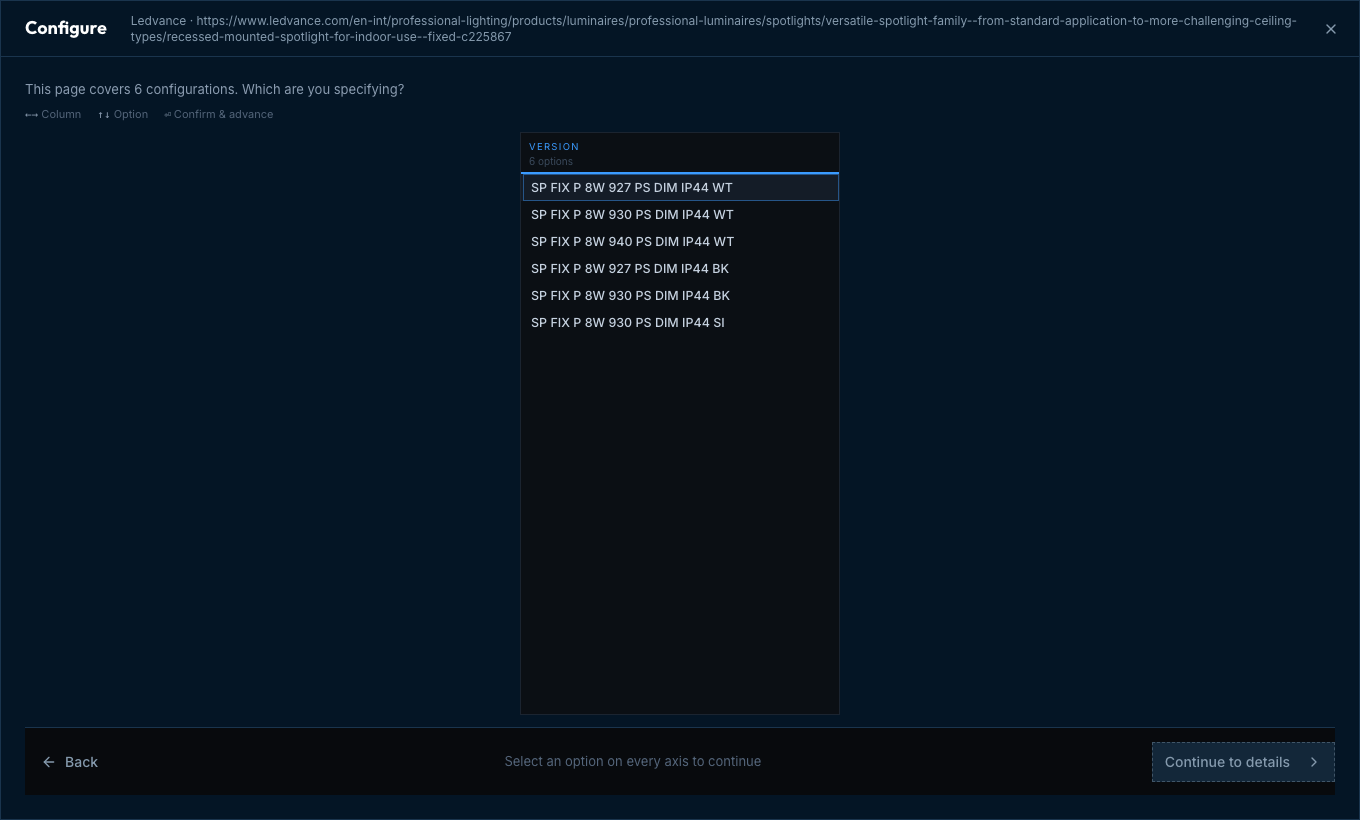 Configure
Ledvance · https://www.ledvance.com/en-int/professional-lighting/products/luminaires/professional-luminaires/spotlights/versatile-spotlight-family--from-standard-application-to-more-challenging-ceiling-
types/recessed-mounted-spotlight-for-indoor-use--fixed-c225867
This page covers 6 configurations. Which are you specifying?
←→ Column ↑↓ Option ⏎ Confirm & advance
VERSION
6 options
SP FIX P 8W 927 PS DIM IP44 WT
SP FIX P 8W 930 PS DIM IP44 WT
SP FIX P 8W 940 PS DIM IP44 WT
SP FIX P 8W 927 PS DIM IP44 BK
SP FIX P 8W 930 PS DIM IP44 BK
SP FIX P 8W 930 PS DIM IP44 SI
← Back
Select an option on every axis to continue
Continue to details